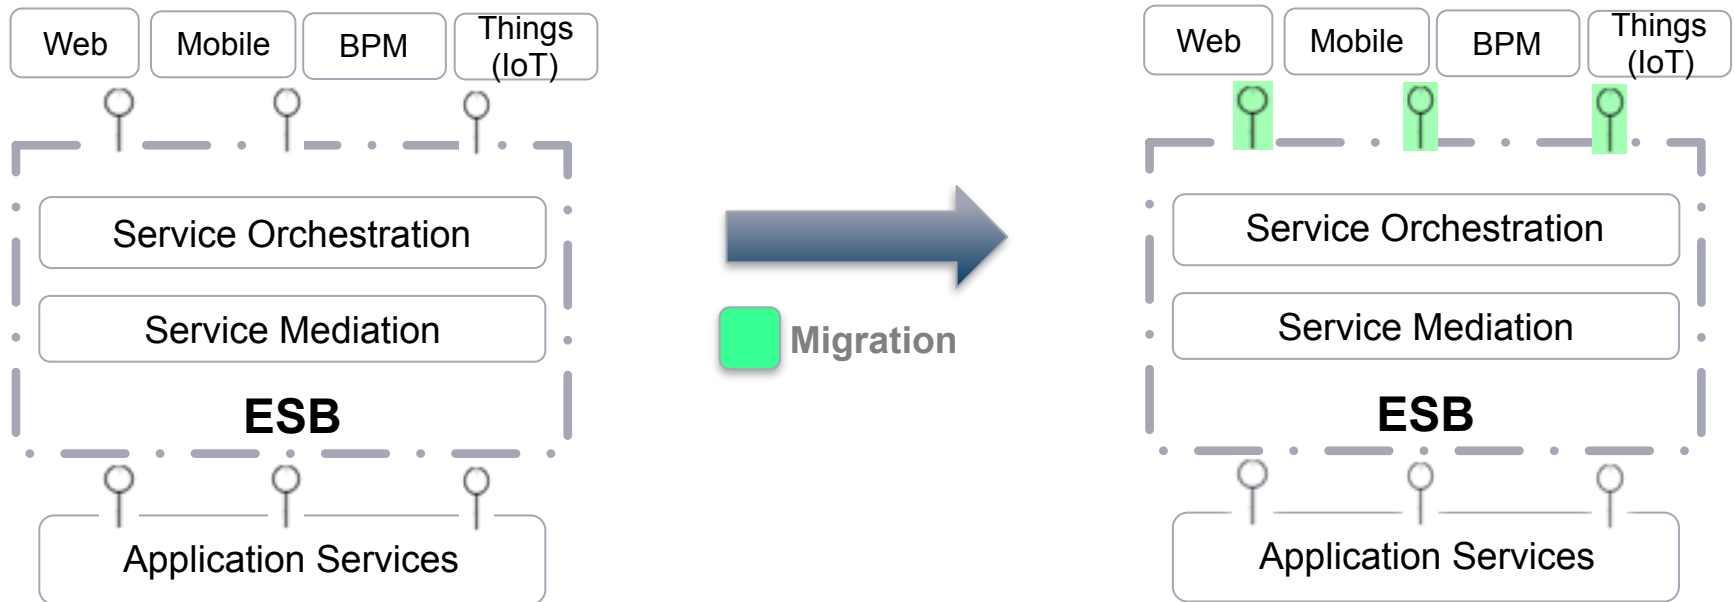 Web
Mobile
BPM
Things
(IoT)
Service Orchestration
Service Mediation
ESB
Application Services
Migration
Web
Mobile
BPM
Things
(IoT)
Service Orchestration
Service Mediation
ESB
Application Services